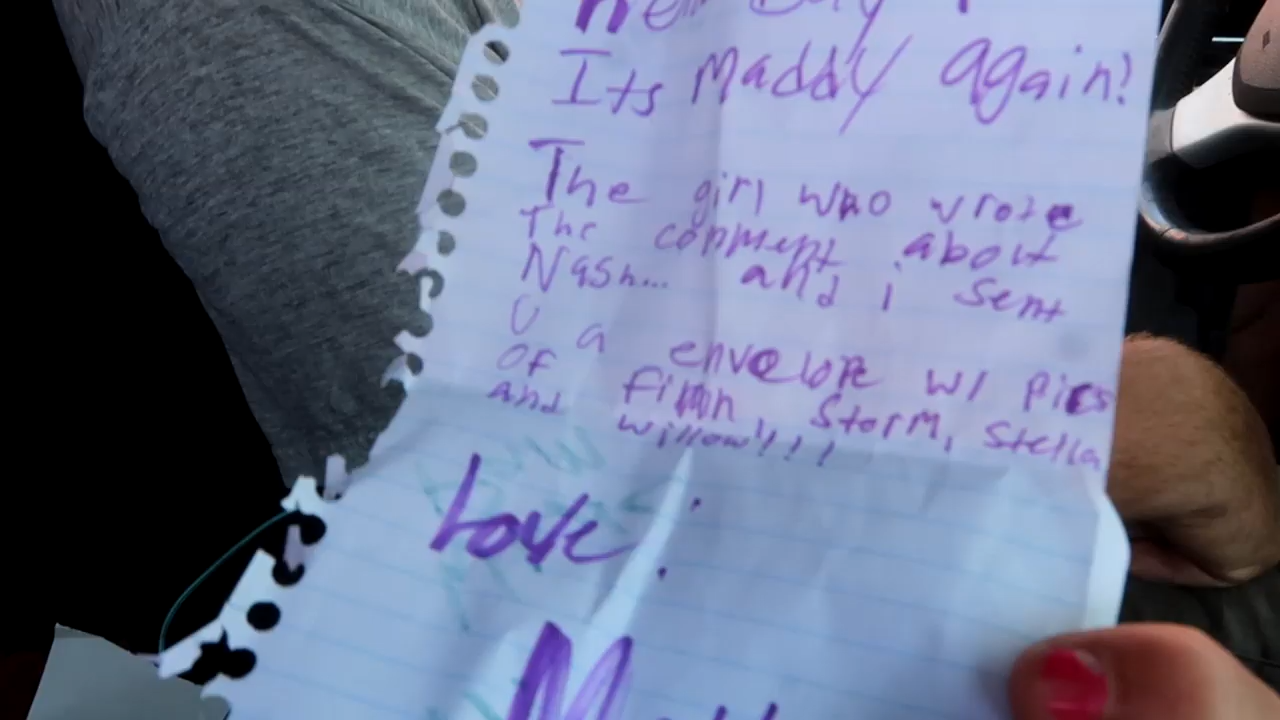 Its Maddy again!
The girl who wrote
The comment about
Nash... and i sent
U a envelope w/ Pics
OF Finn, Storm, Stella
and willow!!!
Love: